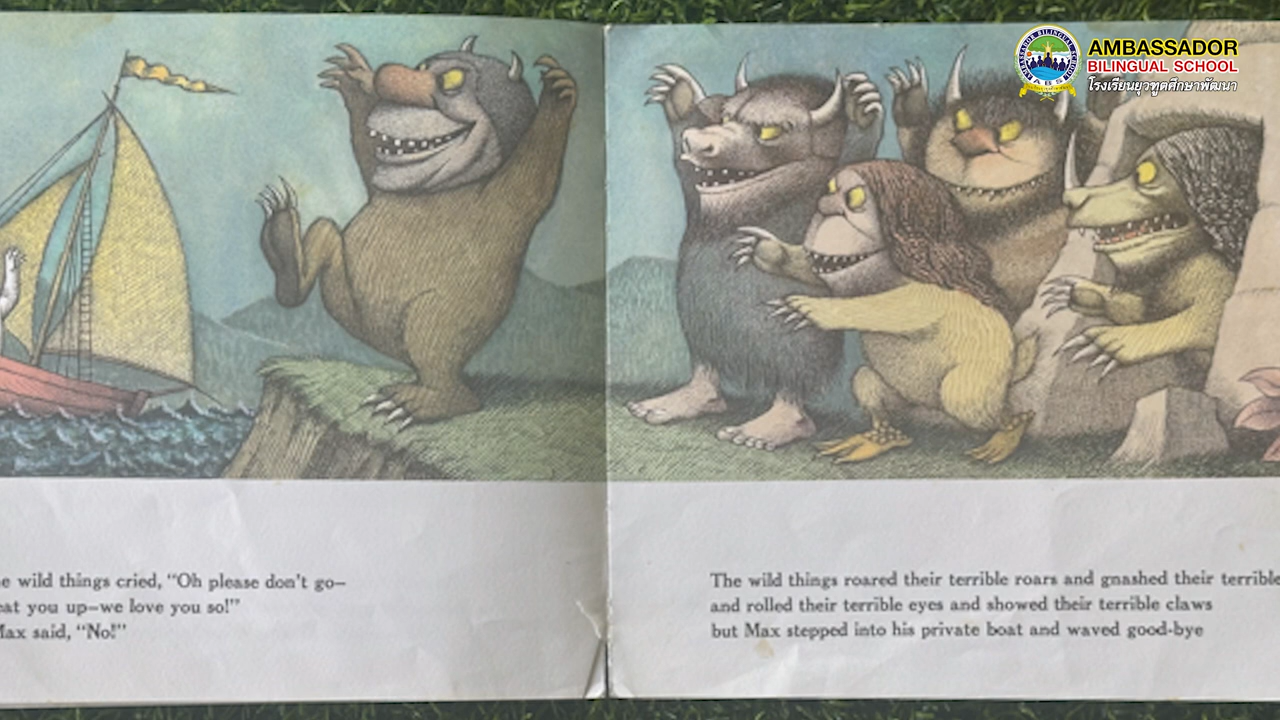 AMBASSADOR
BILINGUAL SCHOOL
โรงเรียนยุวทูตศึกษาพัฒนา
e wild things cried, “Oh please don’t go—
eat you up—we love you so!”
Max said, “No!”
The wild things roared their terrible roars and gnashed their terrible
and rolled their terrible eyes and showed their terrible claws
but Max stepped into his private boat and waved good-bye